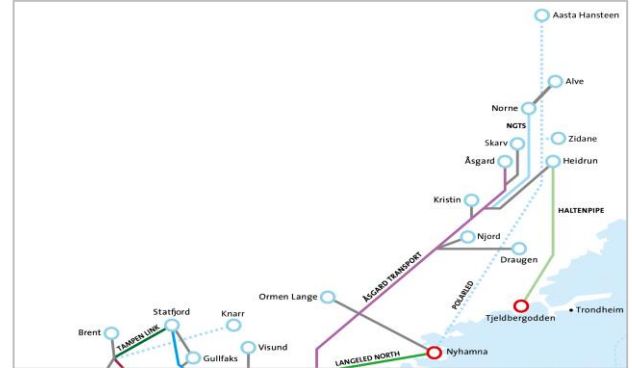 Aasta Hansteen
Alve
Norne
NGTS
Zidane
Skarv
Åsgard
Heidrun
Kristin
HALTENPIPE
Njord
Draugen
ÅSGARD TRANSPORT
POLARLED
Ormen Lange
Tjeldbergodden
Trondheim
Statfjord
Knarr
Brent
TAMPEN LINK
Gullfaks
Visund
LANGELED NORTH
Nyhamna